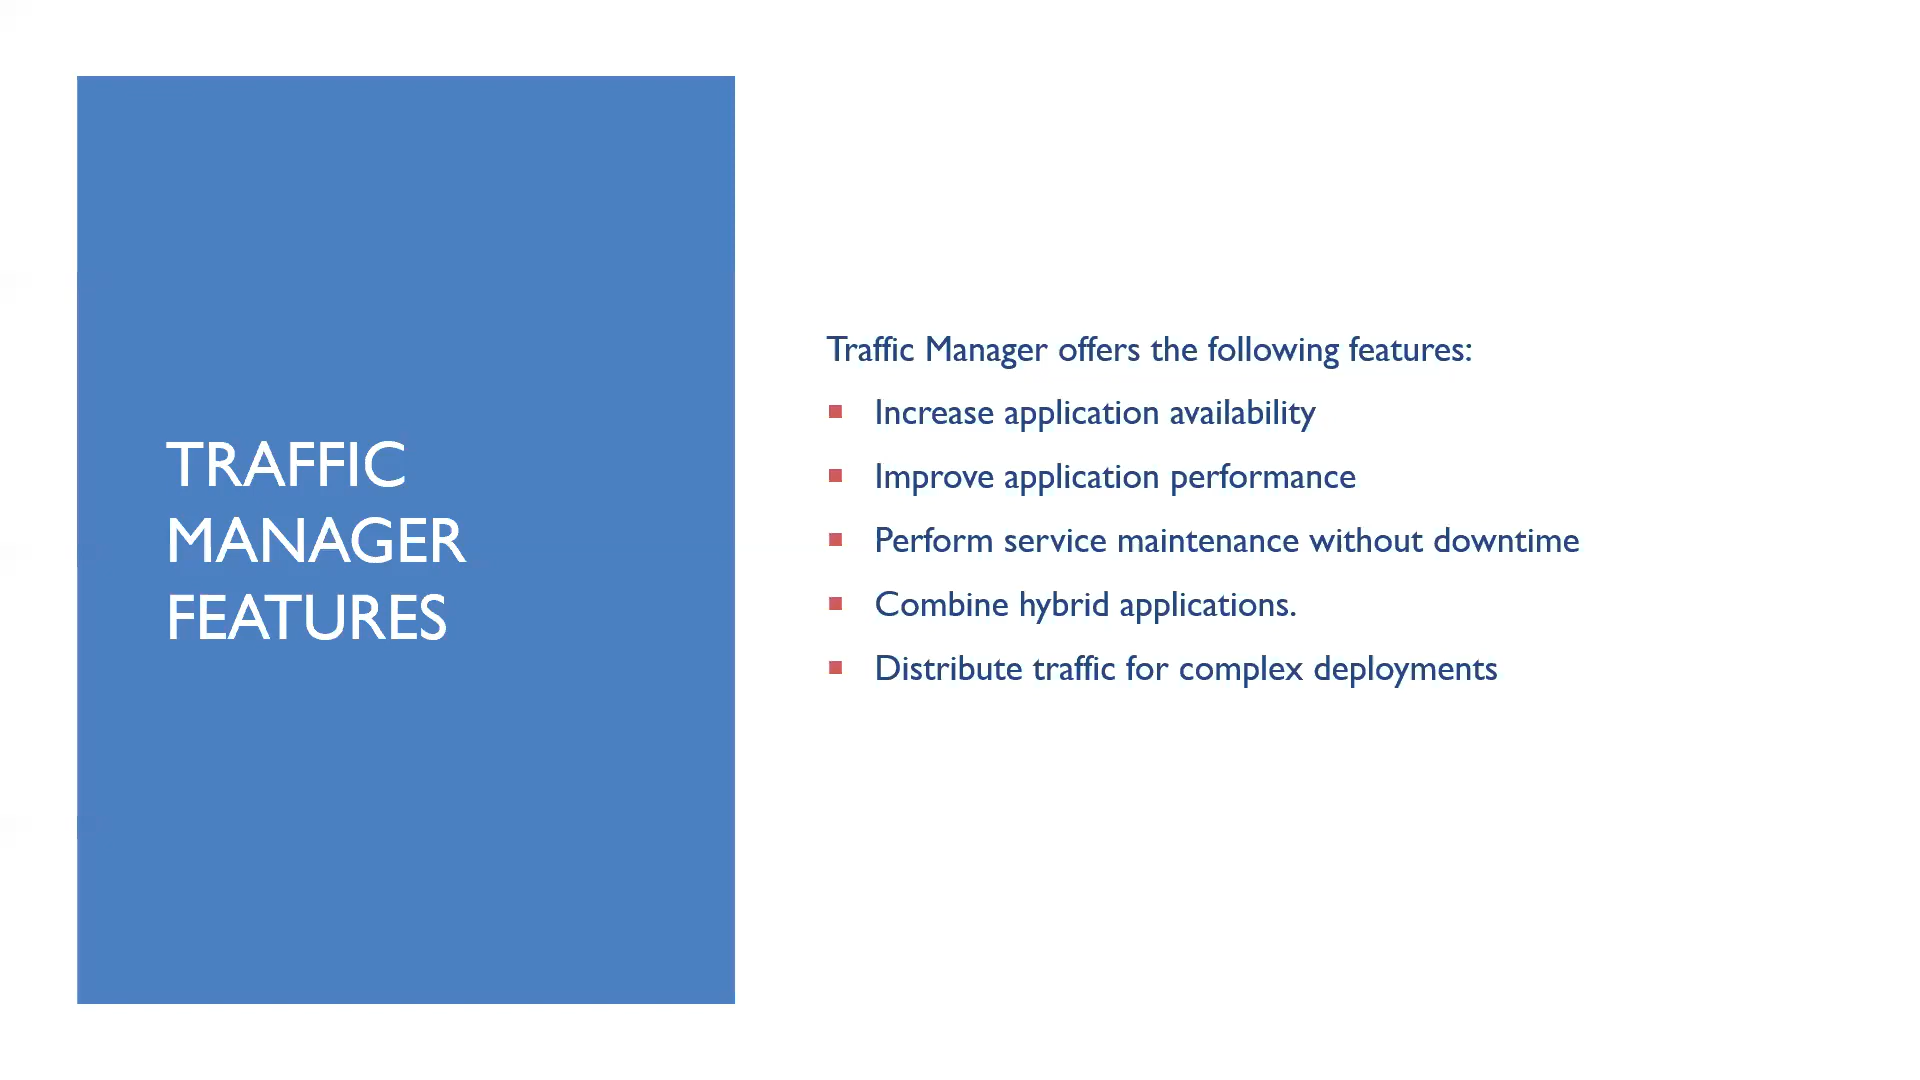 TRAFFIC
MANAGER
FEATURES
Traffic Manager offers the following features:
Increase application availability
Improve application performance
Perform service maintenance without downtime
Combine hybrid applications.
Distribute traffic for complex deployments